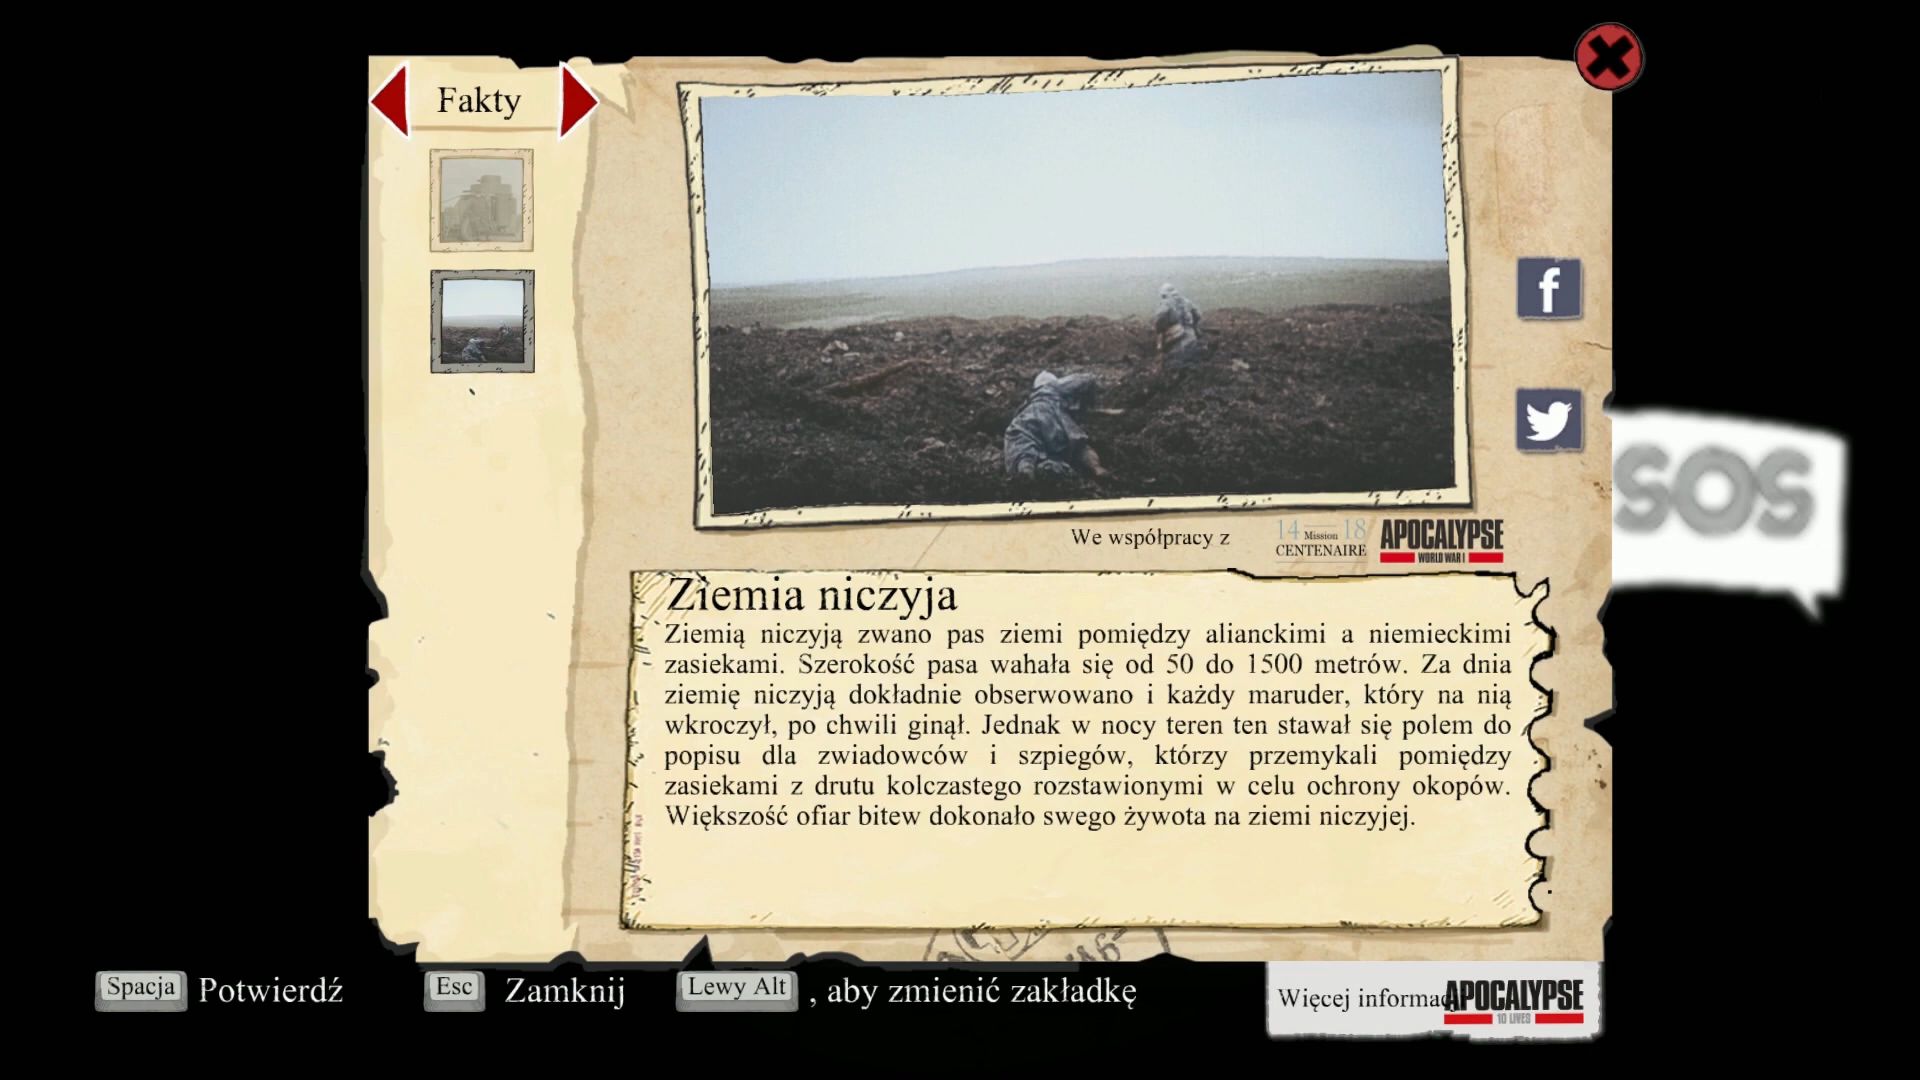 Fakty
SOS
We współpracy z
14 Mission 18
CENTENAIRE
APOCALYPSE
WORLD WAR I
Ziemia niczyja
Ziemią niczyją zwano pas ziemi pomiędzy alianckimi a niemieckimi
zasiekami. Szerokość pasa wahała się od 50 do 1500 metrów. Za dnia
ziemię niczyją dokładnie obserwowano i każdy maruder, który na nią
wkroczył, po chwili ginął. Jednak w nocy teren ten stawał się polem do
popisu dla zwiadowców i szpiegów, którzy przemykali pomiędzy
zasiekami z drutu kolczastego rozstawionymi w celu ochrony okopów.
Większość ofiar bitew dokonało swego żywota na ziemi niczyjej.
Spacja Potwierdź
Esc Zamknij
Lewy Alt , aby zmienić zakładkę
Więcej
APOCALYPSE
10 LIVES